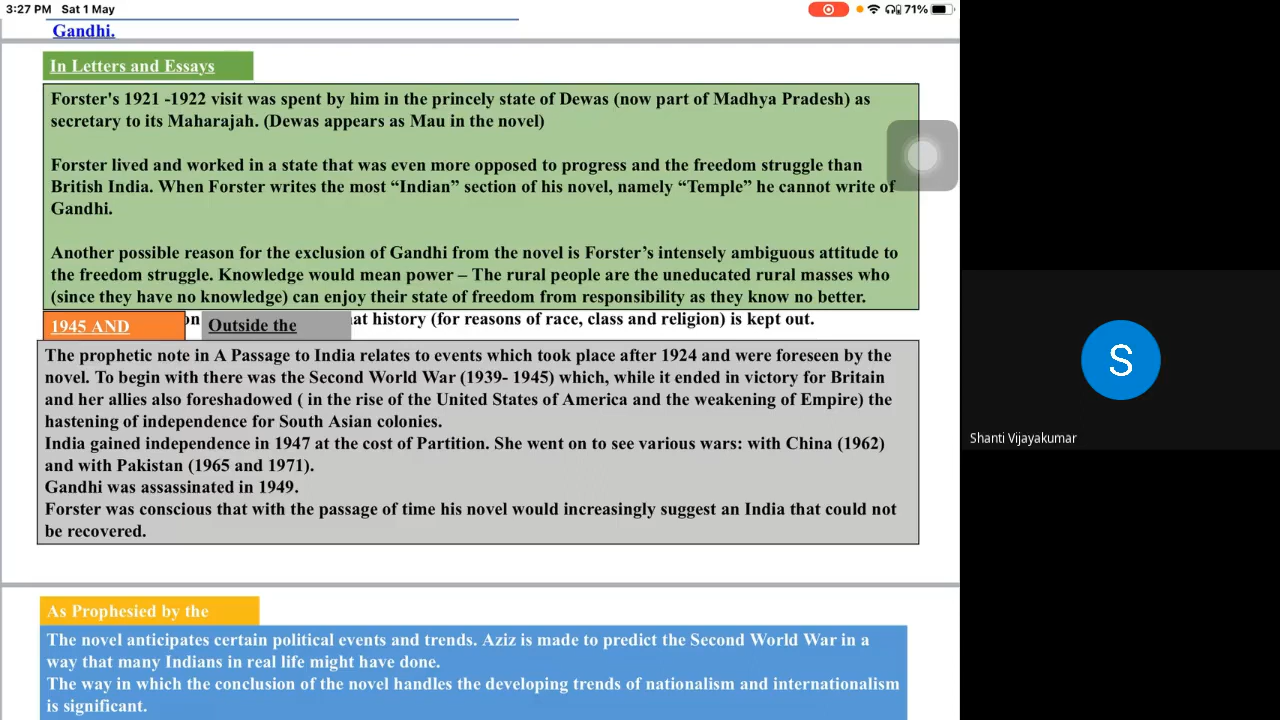 3:27 PM Sat 1 May
71%
Gandhi.
In Letters and Essays
Forster's 1921 -1922 visit was spent by him in the princely state of Dewas (now part of Madhya Pradesh) as
secretary to its Maharajah. (Dewas appears as Mau in the novel)
Forster lived and worked in a state that was even more opposed to progress and the freedom struggle than
British India. When Forster writes the most “Indian” section of his novel, namely “Temple” he cannot write of
Gandhi.
Another possible reason for the exclusion of Gandhi from the novel is Forster’s intensely ambiguous attitude to
the freedom struggle. Knowledge would mean power – The rural people are the uneducated rural masses who
(since they have no knowledge) can enjoy their state of freedom from responsibility as they know no better.
history (for reasons of race, class and religion) is kept out.
1945 AND
Outside the
The prophetic note in A Passage to India relates to events which took place after 1924 and were foreseen by the
novel. To begin with there was the Second World War (1939- 1945) which, while it ended in victory for Britain
and her allies also foreshadowed ( in the rise of the United States of America and the weakening of Empire) the
hastening of independence for South Asian colonies.
India gained independence in 1947 at the cost of Partition. She went on to see various wars: with China (1962)
and with Pakistan (1965 and 1971).
Gandhi was assassinated in 1949.
Forster was conscious that with the passage of time his novel would increasingly suggest an India that could not
be recovered.
As Prophesied by the
The novel anticipates certain political events and trends. Aziz is made to predict the Second World War in a
way that many Indians in real life might have done.
The way in which the conclusion of the novel handles the developing trends of nationalism and internationalism
is significant.
S
Shanti Vijayakumar